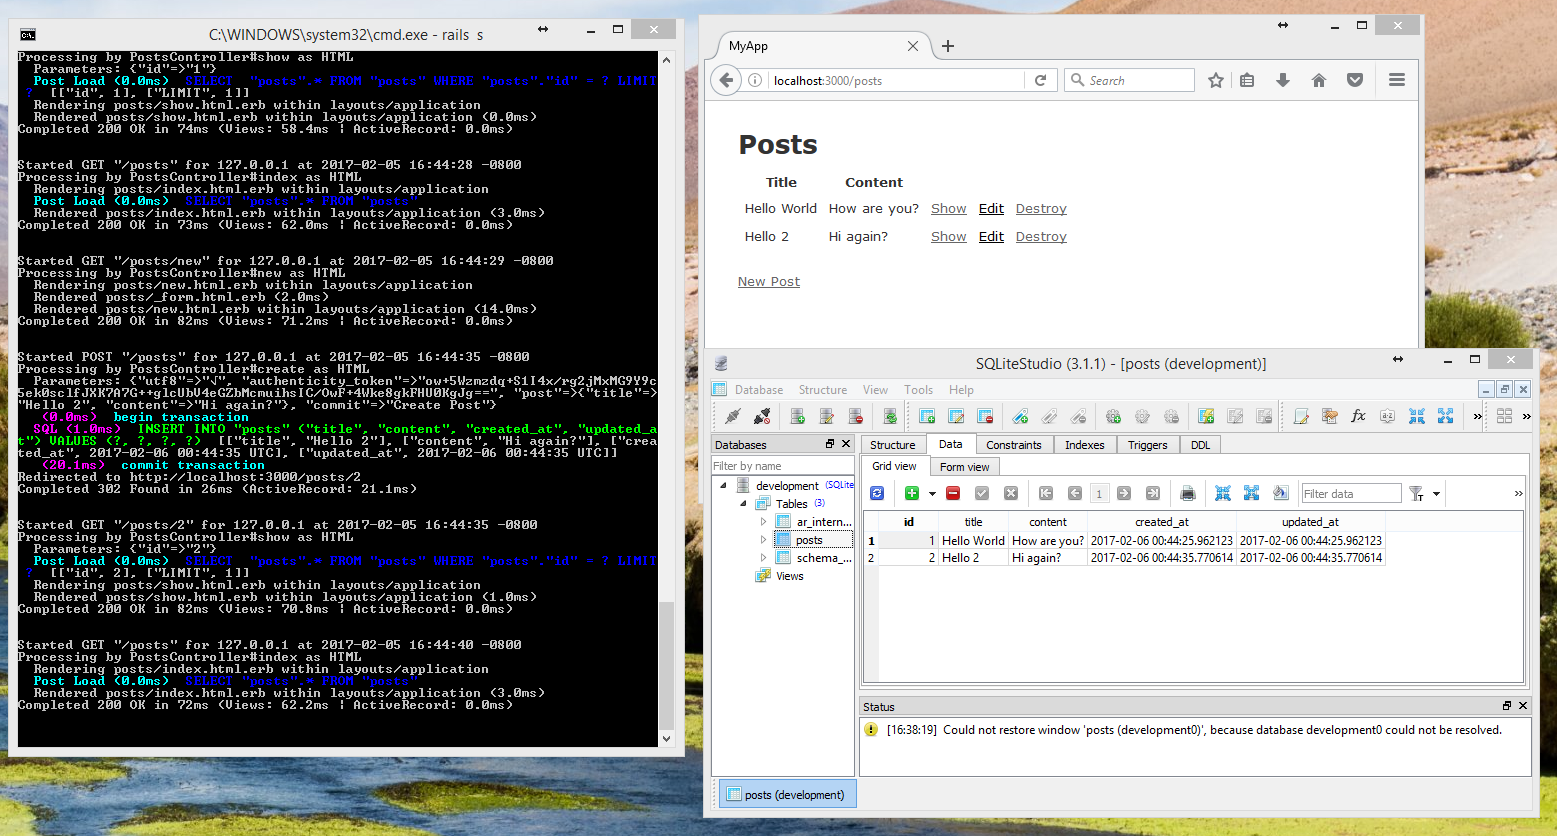 C:\WINDOWS\system32\cmd.exe - rails  s
Processing by PostsController#show as HTML
  Parameters: {"id"=>"1"}
  Post Load (0.0ms)  SELECT  "posts".* FROM "posts" WHERE "posts"."id" = ? LIMIT
 ?  [["id", 1], ["LIMIT", 1]]
  Rendering posts/show.html.erb within layouts/application
  Rendered posts/show.html.erb within layouts/application (0.0ms)
Completed 200 OK in 74ms (Views: 58.4ms | ActiveRecord: 0.0ms)
Started GET "/posts" for 127.0.0.1 at 2017-02-05 16:44:28 -0800
Processing by PostsController#index as HTML
  Rendering posts/index.html.erb within layouts/application
  Post Load (0.0ms)  SELECT "posts".* FROM "posts"
  Rendered posts/index.html.erb within layouts/application (3.0ms)
Completed 200 OK in 73ms (Views: 62.0ms | ActiveRecord: 0.0ms)
Started GET "/posts/new" for 127.0.0.1 at 2017-02-05 16:44:29 -0800
Processing by PostsController#new as HTML
  Rendering posts/new.html.erb within layouts/application
  Rendered posts/_form.html.erb (2.0ms)
  Rendered posts/new.html.erb within layouts/application (14.0ms)
Completed 200 OK in 82ms (Views: 71.2ms | ActiveRecord: 0.0ms)
Started POST "/posts" for 127.0.0.1 at 2017-02-05 16:44:35 -0800
Processing by PostsController#create as HTML
  Parameters: {"utf8"=>"√", "authenticity_token"=>"ow+5Wzmzdq+S1I4x/rg2jMxMG9Y9c
5ek0sclfJXK7A7G++glcUbV4eGZbMcmuihsIC/OwF+4Wke8gkFHU0KgJg==", "post"=>{"title"=>
"Hello 2", "content"=>"Hi again?"}, "commit"=>"Create Post"}
   (0.0ms)  begin transaction
  SQL (1.0ms)  INSERT INTO "posts" ("title", "content", "created_at", "updated_a
t") VALUES (?, ?, ?, ?)  [["title", "Hello 2"], ["content", "Hi again?"], ["crea
ted_at", 2017-02-06 00:44:35 UTC], ["updated_at", 2017-02-06 00:44:35 UTC]]
   (20.1ms)  commit transaction
Redirected to http://localhost:3000/posts/2
Completed 302 Found in 26ms (ActiveRecord: 21.1ms)
Started GET "/posts/2" for 127.0.0.1 at 2017-02-05 16:44:35 -0800
Processing by PostsController#show as HTML
  Parameters: {"id"=>"2"}
  Post Load (0.0ms)  SELECT  "posts".* FROM "posts" WHERE "posts"."id" = ? LIMIT
 ?  [["id", 2], ["LIMIT", 1]]
  Rendering posts/show.html.erb within layouts/application
  Rendered posts/show.html.erb within layouts/application (1.0ms)
Completed 200 OK in 82ms (Views: 70.8ms | ActiveRecord: 0.0ms)
Started GET "/posts" for 127.0.0.1 at 2017-02-05 16:44:40 -0800
Processing by PostsController#index as HTML
  Rendering posts/index.html.erb within layouts/application
  Post Load (0.0ms)  SELECT "posts".* FROM "posts"
  Rendered posts/index.html.erb within layouts/application (3.0ms)
Completed 200 OK in 72ms (Views: 62.2ms | ActiveRecord: 0.0ms)
MyApp
localhost:3000/posts
Search
Posts
Title Content
Hello World How are you? Show Edit Destroy
Hello 2 Hi again? Show Edit Destroy
New Post
SQLiteStudio (3.1.1) - [posts (development)]
Database Structure View Tools Help
Databases
Filter by name
development (SQLite
Tables (3)
ar_intern...
posts
schema_...
Views
Structure Data Constraints Indexes Triggers DDL
Grid view Form view
1 Filter data
id title content created_at updated_at
1 1 Hello World How are you? 2017-02-06 00:44:25.962123 2017-02-06 00:44:25.962123
2 2 Hello 2 Hi again? 2017-02-06 00:44:35.770614 2017-02-06 00:44:35.770614
Status
[16:38:19] Could not restore window 'posts (development0)', because database development0 could not be resolved.
posts (development)